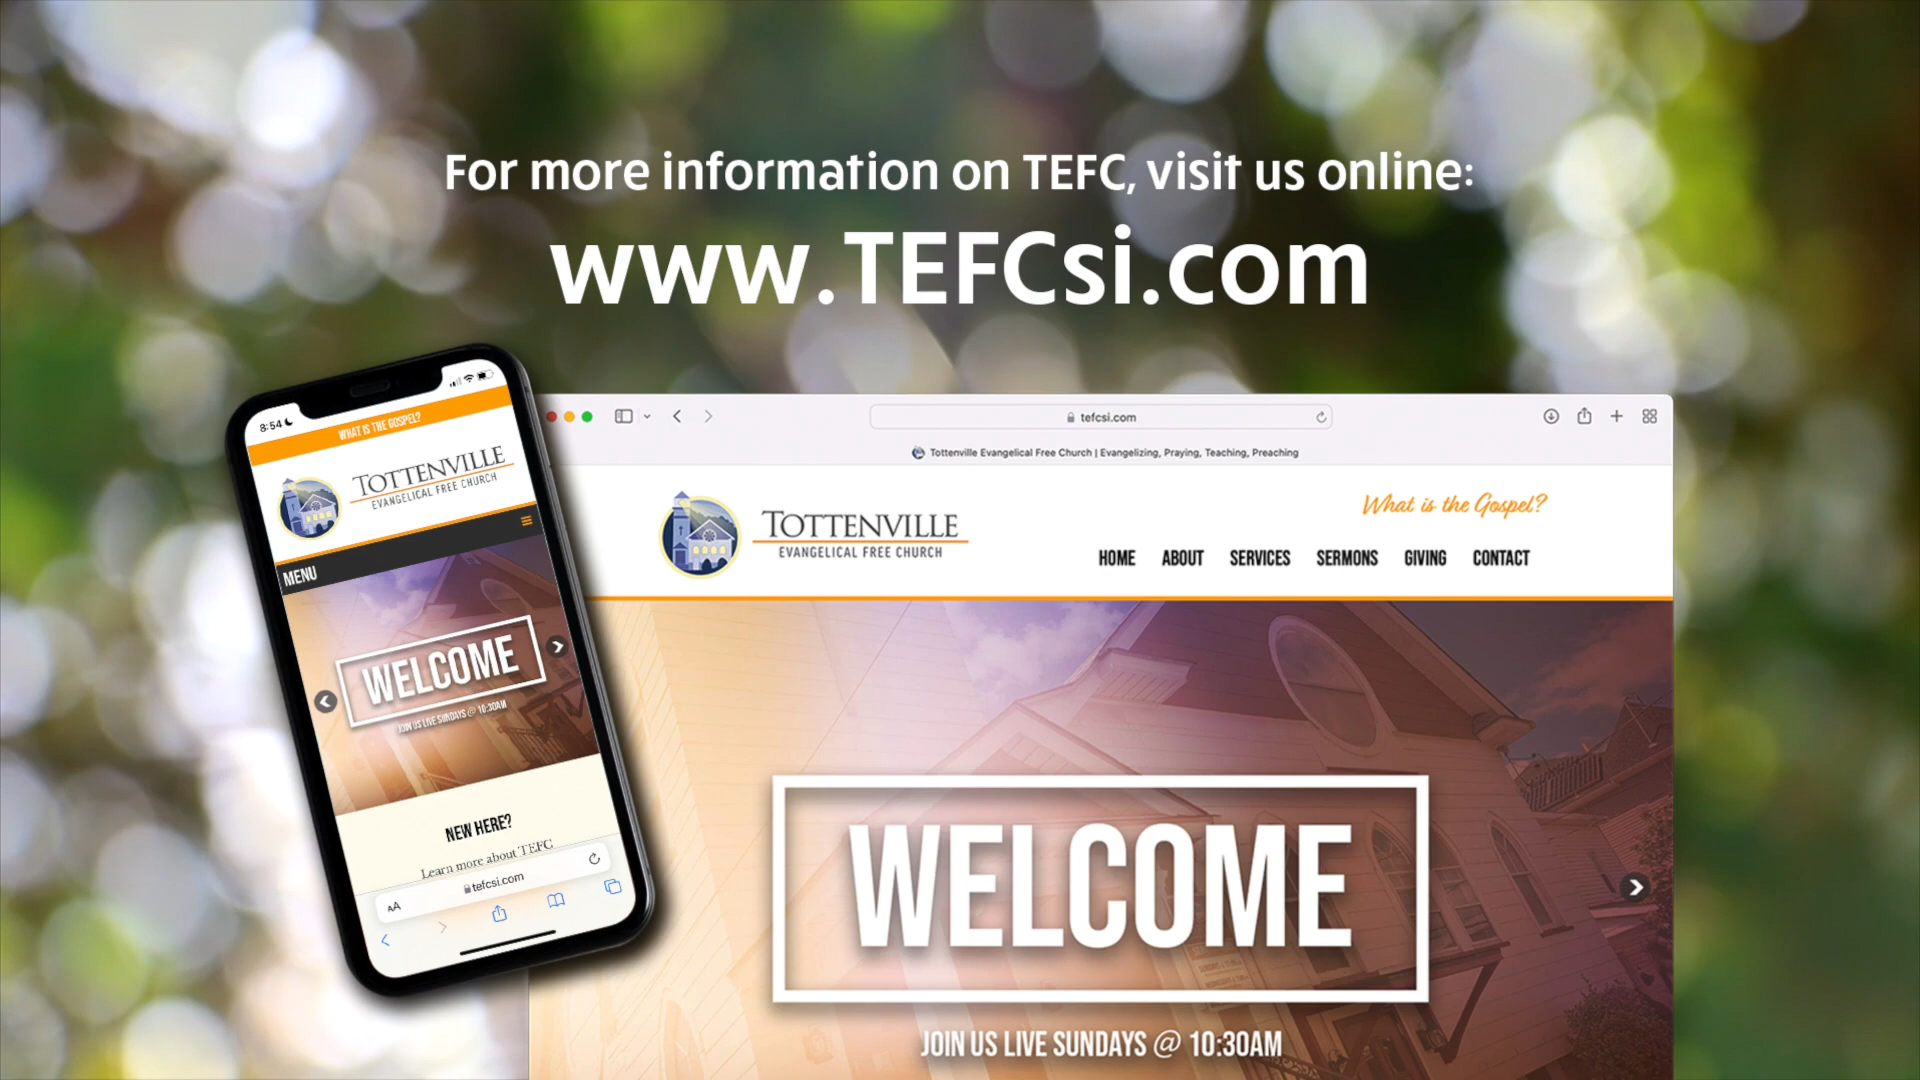 For more information on TEFC, visit us online:
www.TEFCsi.com
8:54
WHAT IS THE GOSPEL?
TOTTENVILLE
EVANGELICAL FREE CHURCH
MENU
WELCOME
JOIN US LIVE SUNDAYS @ 10:30AM
NEW HERE?
Learn more about TEFC
AA
tefcsi.com
tefcsi.com
Tottenville Evangelical Free Church | Evangelizing, Praying, Teaching, Preaching
TOTTENVILLE
EVANGELICAL FREE CHURCH
What is the Gospel?
HOME ABOUT SERVICES SERMONS GIVING CONTACT
WELCOME
JOIN US LIVE SUNDAYS @ 10:30AM